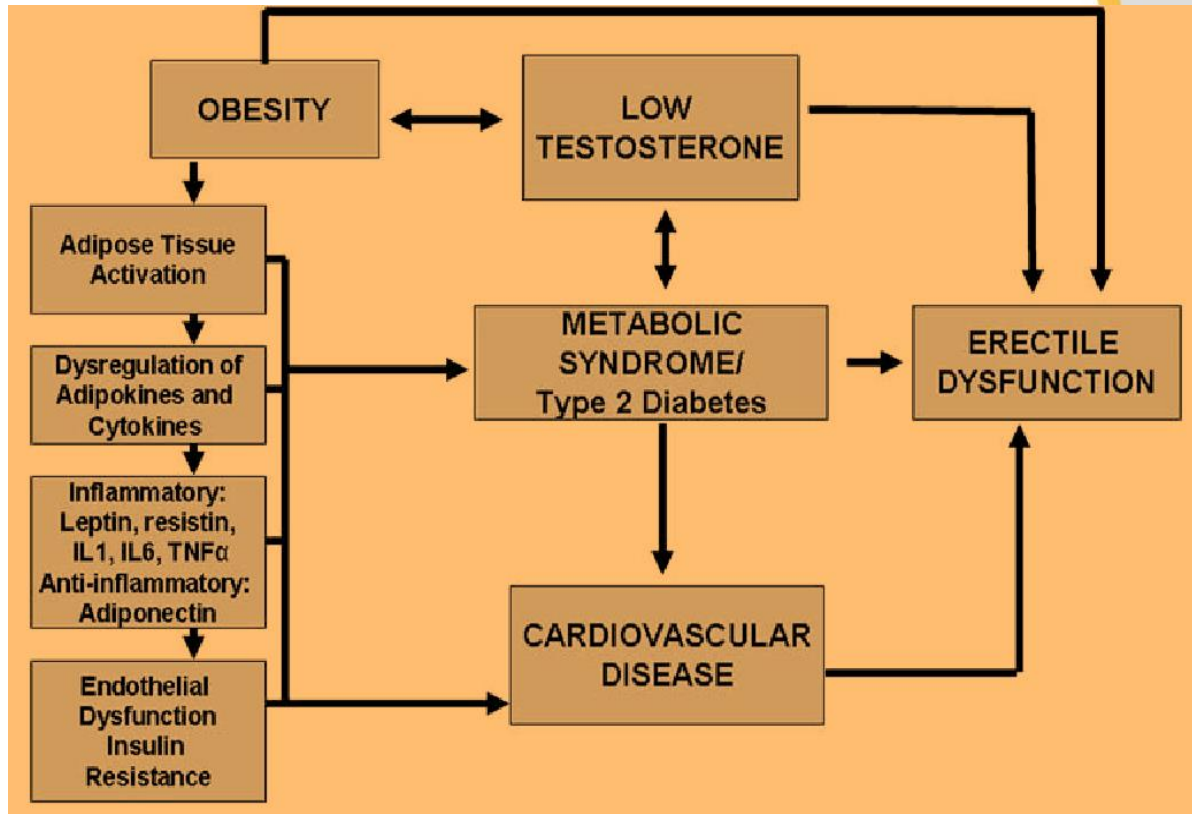 OBESITY
LOW
TESTOSTERONE
Adipose Tissue
Activation
Dysregulation of
Adipokines and
Cytokines
Inflammatory:
Leptin, resistin,
IL1, IL6, TNFα
Anti-inflammatory:
Adiponectin
Endothelial
Dysfunction
Insulin
Resistance
METABOLIC
SYNDROME/
Type 2 Diabetes
CARDIOVASCULAR
DISEASE
ERECTILE
DYSFUNCTION